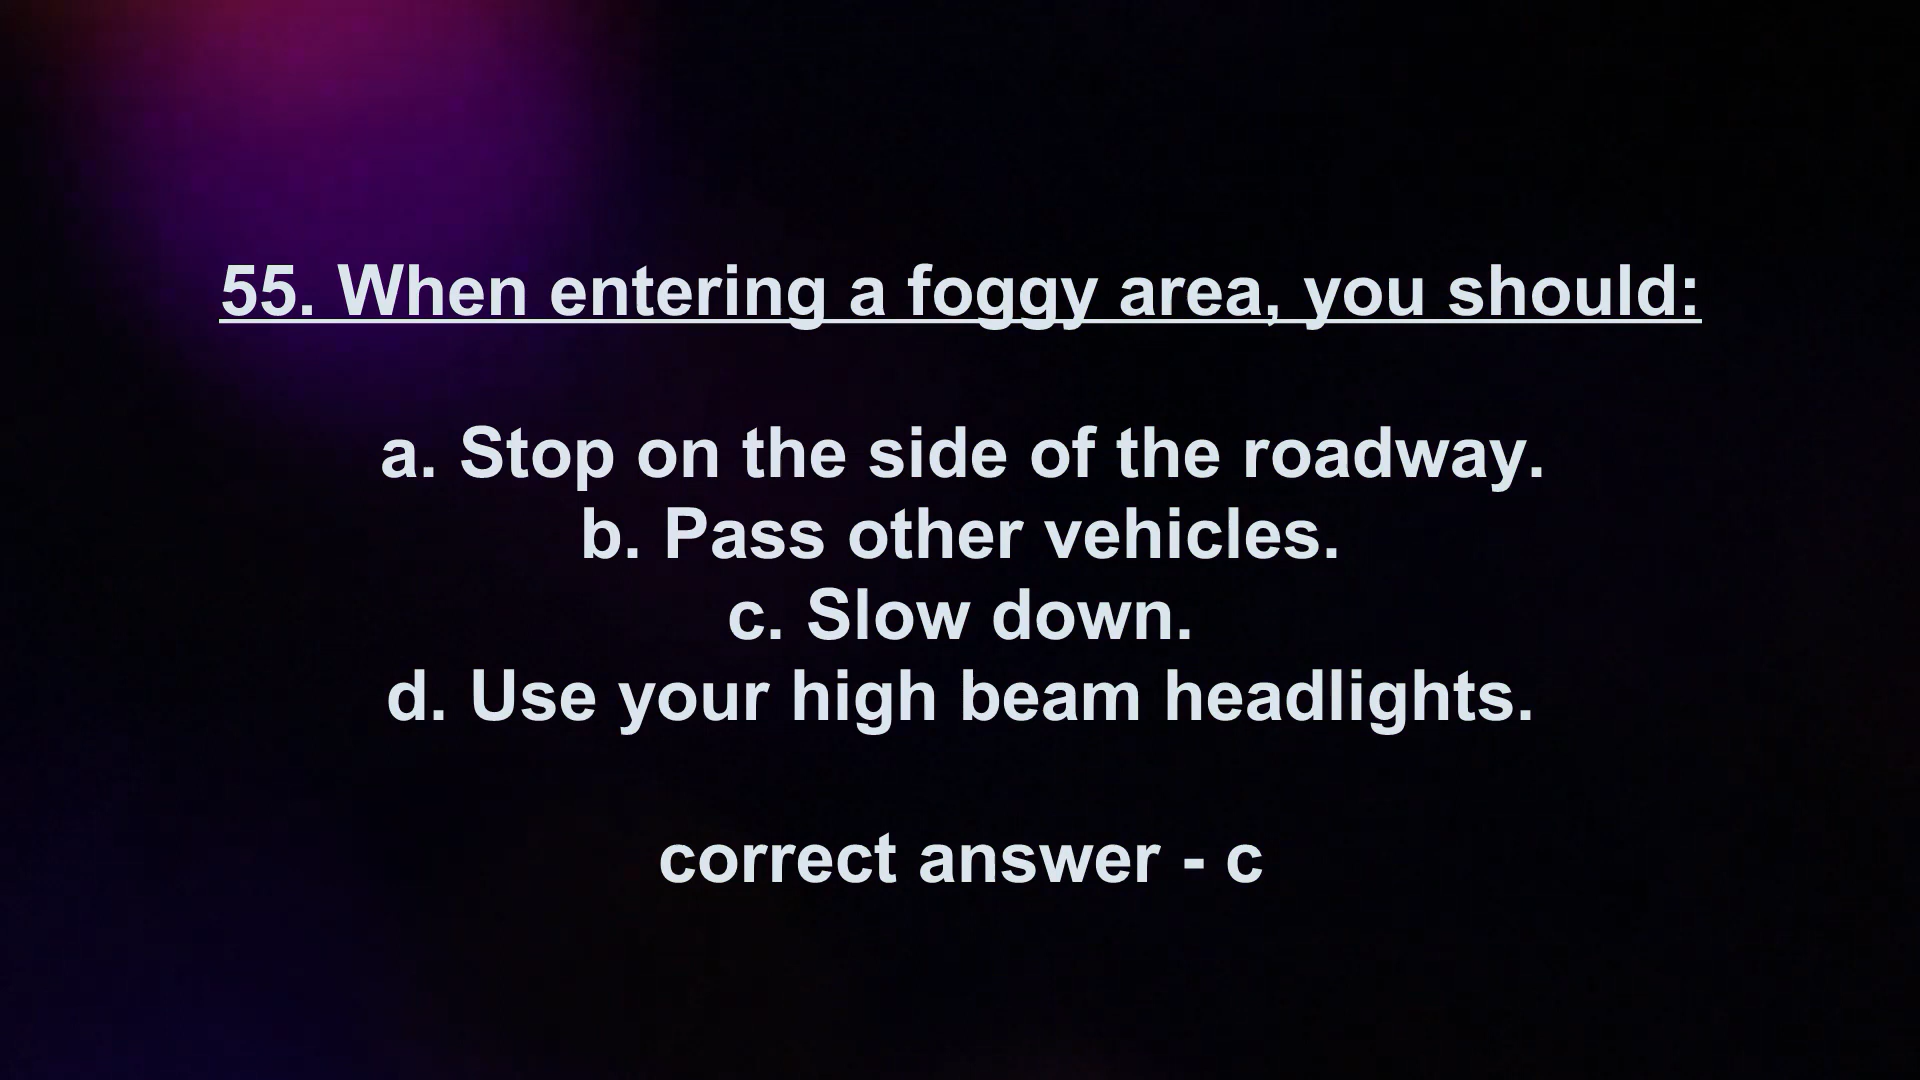 55. When entering a foggy area, you should:
a. Stop on the side of the roadway.
b. Pass other vehicles.
c. Slow down.
d. Use your high beam headlights.
correct answer - c